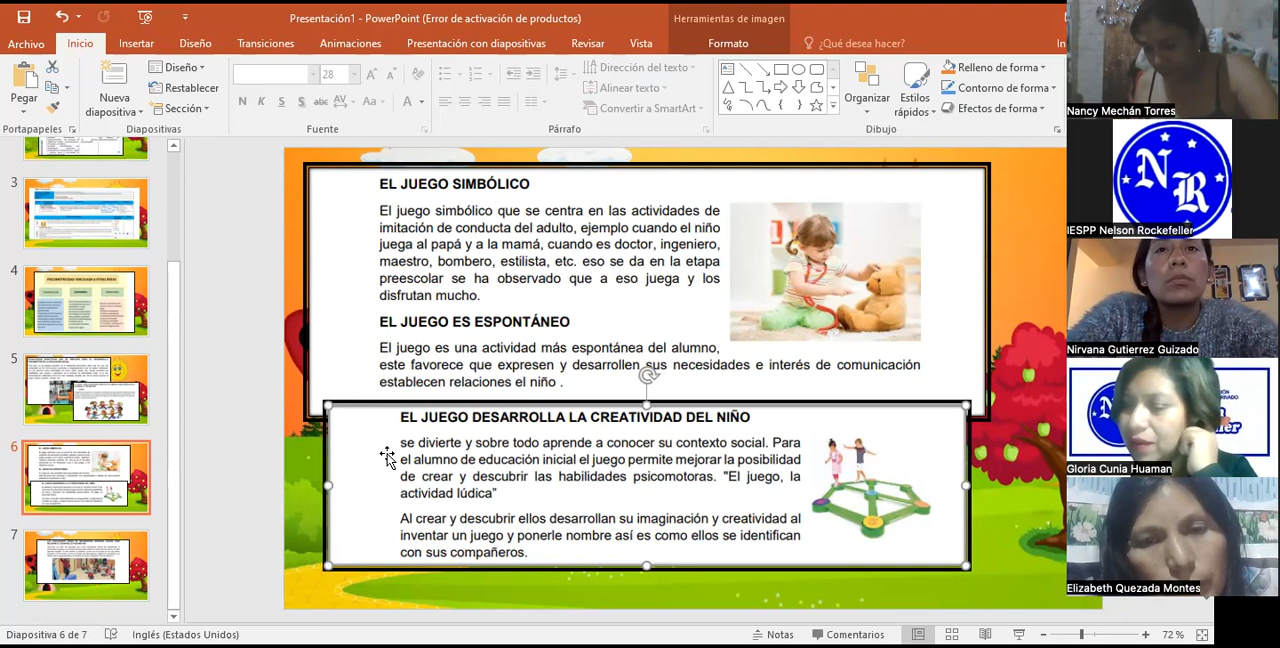 Presentación1 - PowerPoint (Error de activación de productos)
Herramientas de imagen
Archivo Inicio Insertar Diseño Transiciones Animaciones Presentación con diapositivas Revisar Vista Formato ¿Qué desea hacer? In
Pegar
Nueva diapositiva
Diseño
Restablecer
Sección
28
N K S S abc AV Aa A
Dirección del texto
Alinear texto
Convertir a SmartArt
Organizar
Estilos rápidos
Relleno de forma
Contorno de forma
Efectos de forma
Portapapeles Diapositivas Fuente Párrafo Dibujo
3
4
5
6
7
EL JUEGO SIMBÓLICO
El juego simbólico que se centra en las actividades de
imitación de conducta del adulto, ejemplo cuando el niño
juega al papá y a la mamá, cuando es doctor, ingeniero,
maestro, bombero, estilista, etc. eso se da en la etapa
preescolar se ha observado que a eso juega y los
disfrutan mucho.
EL JUEGO ES ESPONTÁNEO
El juego es una actividad más espontánea del alumno,
este favorece que expresen y desarrollen sus necesidades e interés de comunicación
establecen relaciones el niño .
EL JUEGO DESARROLLA LA CREATIVIDAD DEL NIÑO
se divierte y sobre todo aprende a conocer su contexto social. Para
el alumno de educación inicial el juego permite mejorar la posibilidad
de crear y descubrir las habilidades psicomotoras. "El juego, la
actividad lúdica"
Al crear y descubrir ellos desarrollan su imaginación y creatividad al
inventar un juego y ponerle nombre así es como ellos se identifican
con sus compañeros.
Nancy Mechán Torres
N R
IESPP Nelson Rockefeller
Nirvana Gutierrez Guizado
Gloria Cunia Huaman
Elizabeth Quezada Montes
Diapositiva 6 de 7 Inglés (Estados Unidos) Notas Comentarios 72 %